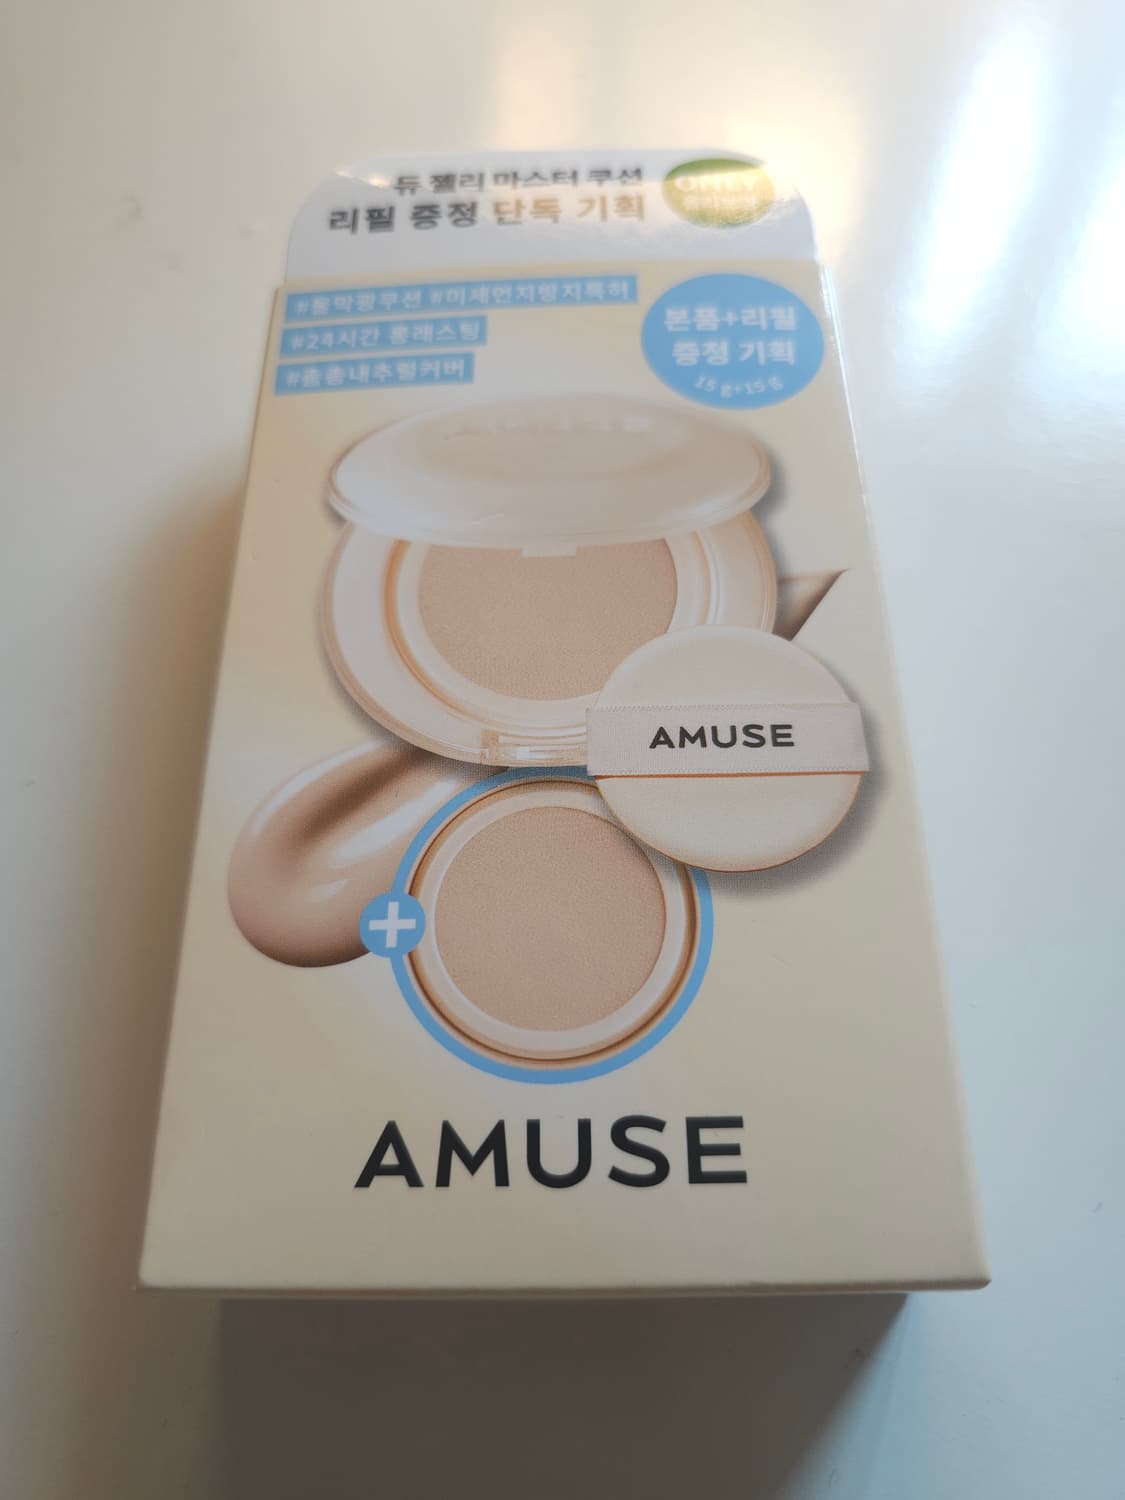 듀 젤리 마스터 쿠션
리필 증정 단독 기획
ONLY
#물막광쿠션 #미세먼지방지특허
#24시간 롱래스팅
#촘촘내추럴커버
본품+리필
증정 기획
15 g+15 g
AMUSE
AMUSE